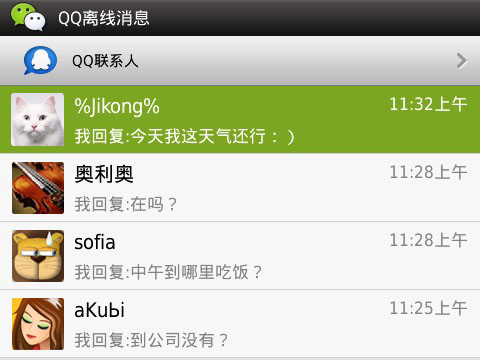 QQ离线消息
QQ联系人
%Jikong%
11:32上午
我回复:今天我这天气还行：）
奥利奥
11:28上午
我回复:在吗？
sofia
11:28上午
我回复:中午到哪里吃饭？
aKubi
11:25上午
我回复:到公司没有？